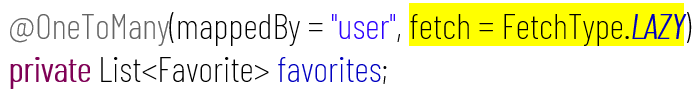 @OneToMany(mappedBy = "user", fetch = FetchType.LAZY)
private List<Favorite> favorites;